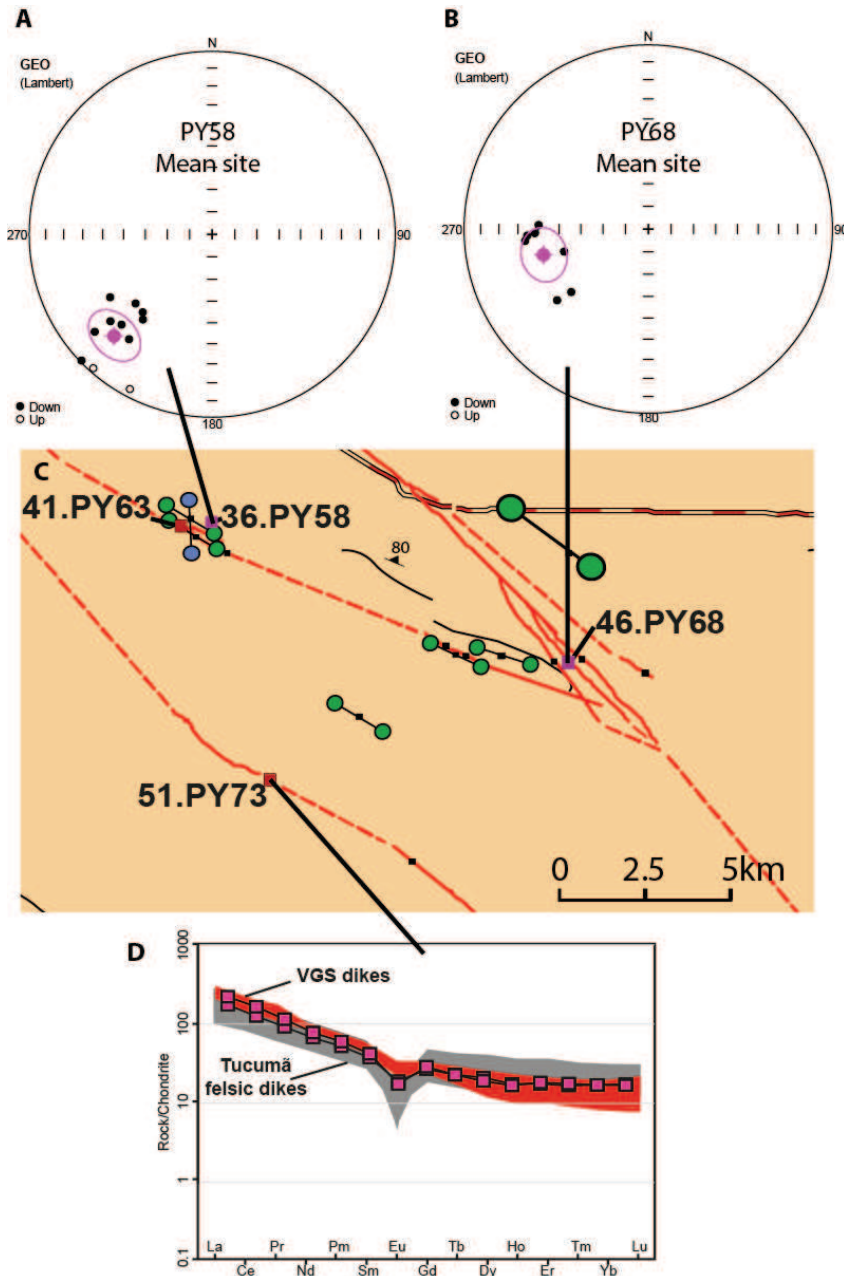 A
N
GEO
(Lambert)
PY58
Mean site
270
90
Down
Up
180
B
N
GEO
(Lambert)
PY68
Mean site
270
90
Down
Up
180
C
41.PY63
36.PY58
80
46.PY68
51.PY73
0 2.5 5km
D
1000
VGS dikes
100
Tucumã
felsic dikes
10
1
0.1
Rock/Chondrite
La Pr Pm Eu Tb Ho Tm Lu
Ce Nd Sm Gd Dy Er Yb